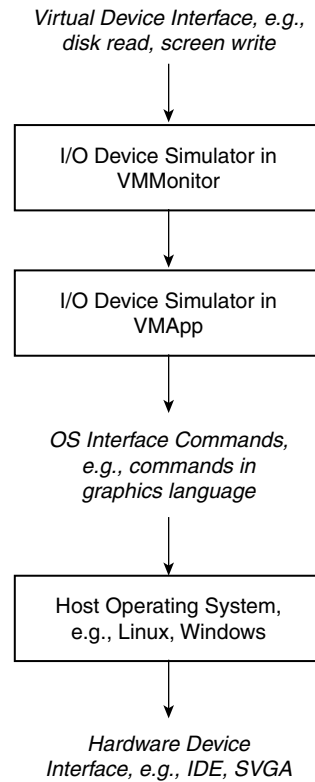 Virtual Device Interface, e.g.,
disk read, screen write
I/O Device Simulator in
VMMonitor
I/O Device Simulator in
VMApp
OS Interface Commands,
e.g., commands in
graphics language
Host Operating System,
e.g., Linux, Windows
Hardware Device
Interface, e.g., IDE, SVGA